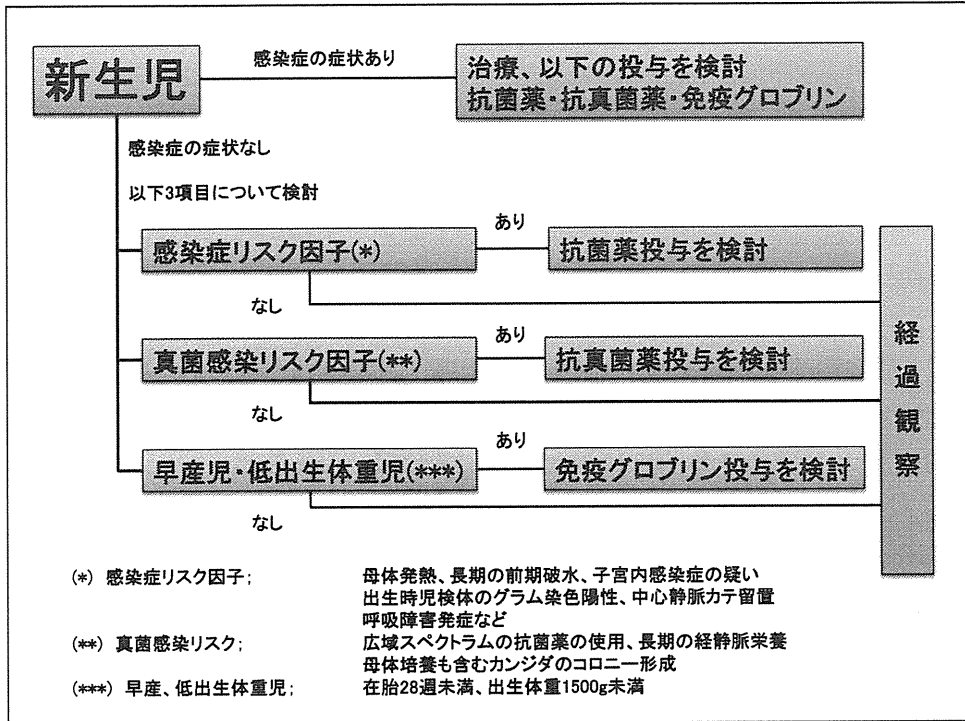 新生児
感染症の症状あり
治療、以下の投与を検討
抗菌薬・抗真菌薬・免疫グロブリン
感染症の症状なし
以下3項目について検討
感染症リスク因子(*)
あり
抗菌薬投与を検討
なし
真菌感染リスク因子(**)
あり
抗真菌薬投与を検討
なし
早産児・低出生体重児(***)
あり
免疫グロブリン投与を検討
なし
経過観察
(*) 感染症リスク因子; 母体発熱、長期の前期破水、子宮内感染症の疑い
出生時児検体のグラム染色陽性、中心静脈カテ留置
呼吸障害発症など
(**) 真菌感染リスク; 広域スペクトラムの抗菌薬の使用、長期の経静脈栄養
母体培養も含むカンジダのコロニー形成
(***) 早産、低出生体重児; 在胎28週未満、出生体重1500g未満